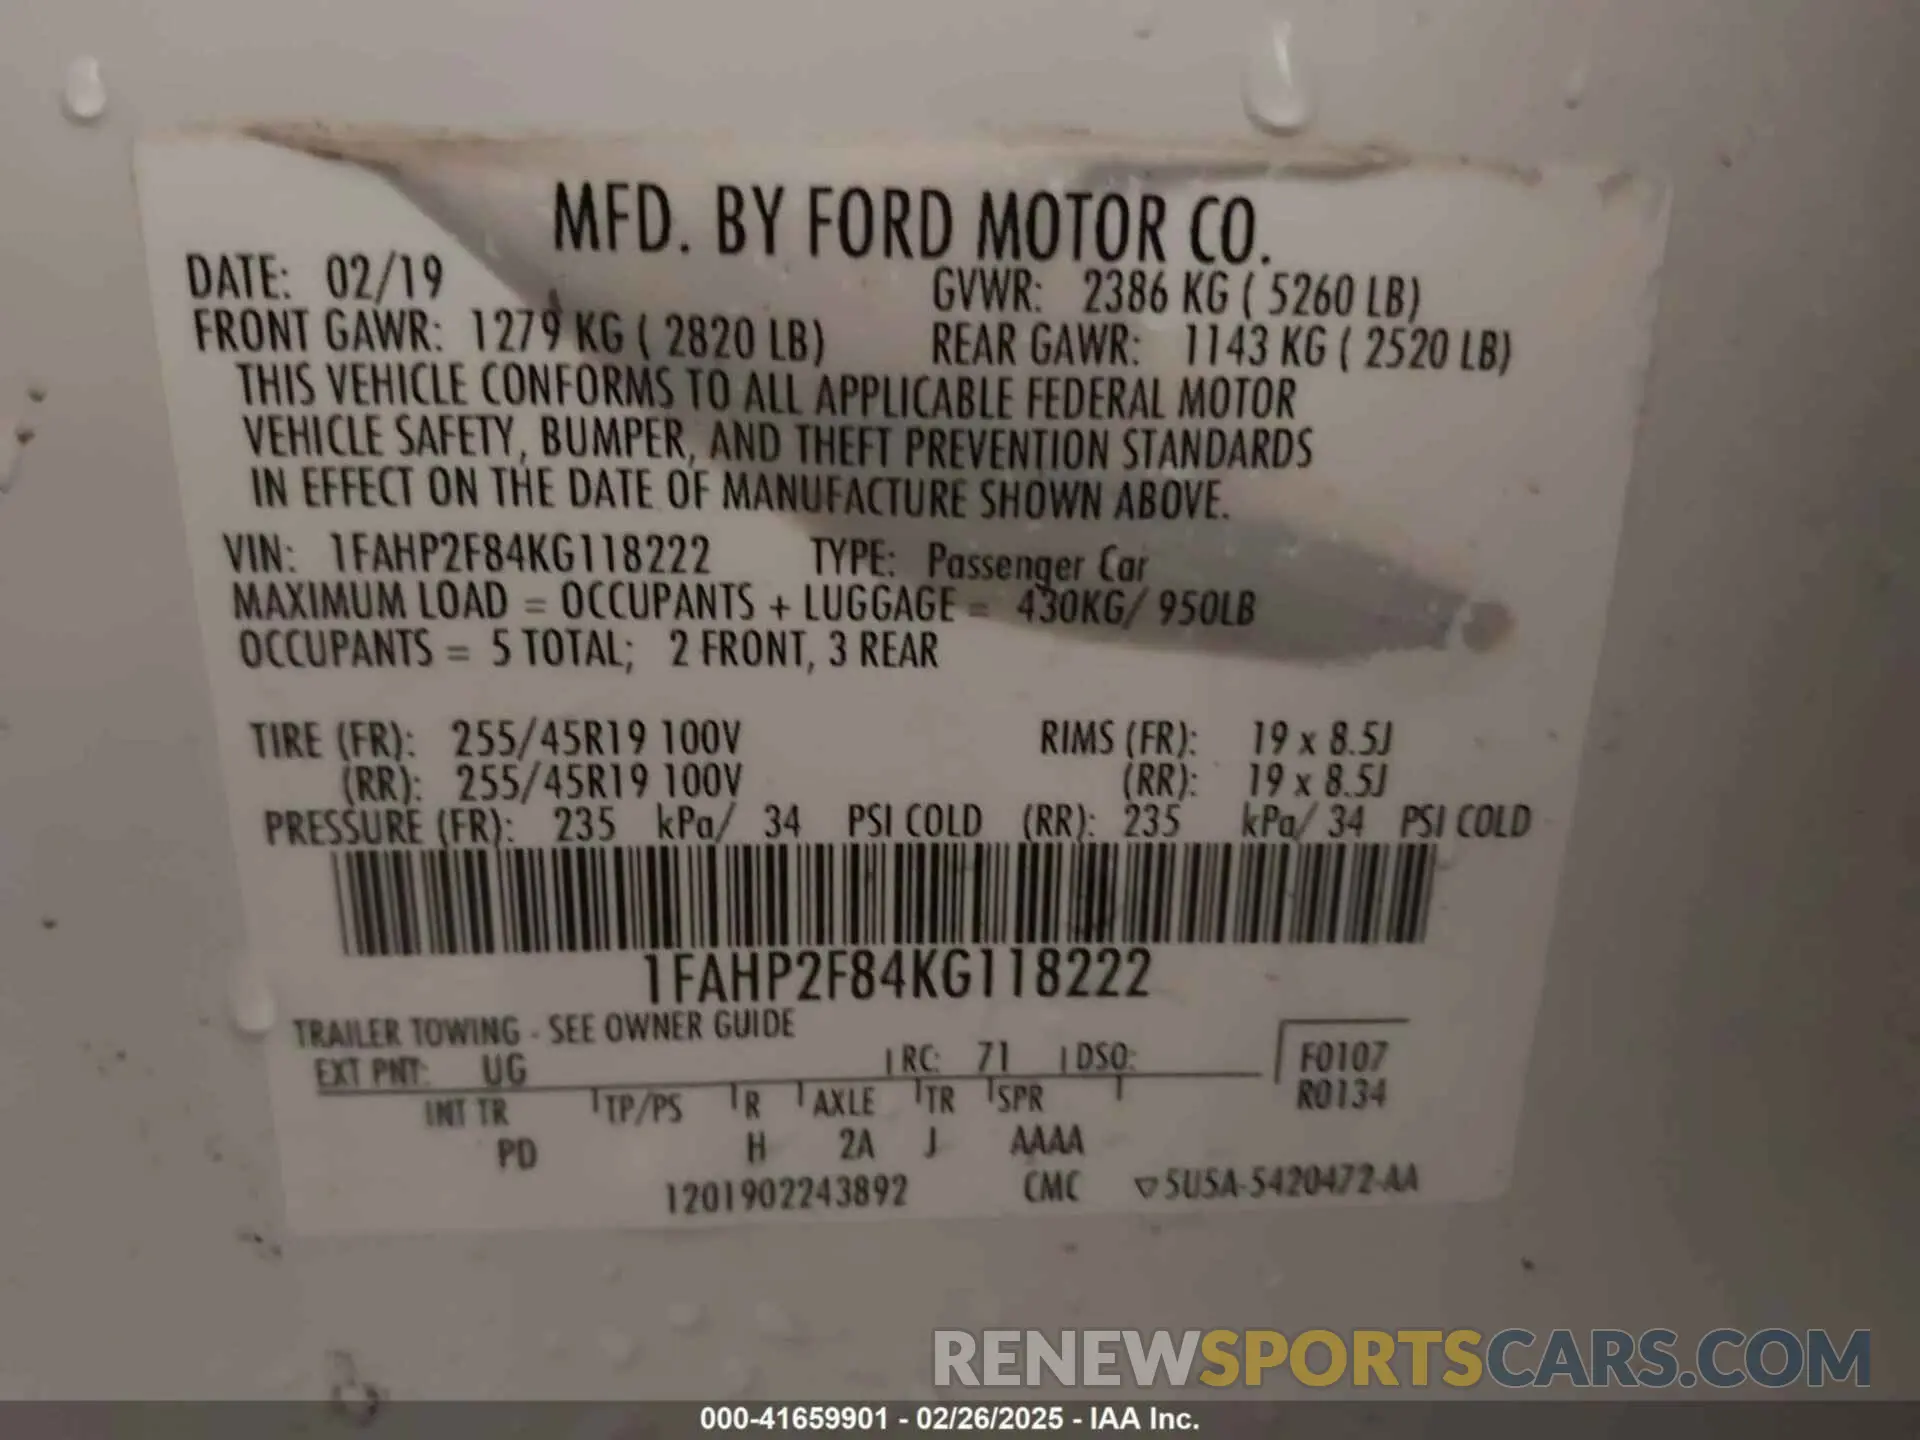 MFD. BY FORD MOTOR CO.
DATE: 02/19 GVWR: 2386 KG ( 5260 LB)
FRONT GAWR: 1279 KG ( 2820 LB) REAR GAWR: 1143 KG ( 2520 LB)
THIS VEHICLE CONFORMS TO ALL APPLICABLE FEDERAL MOTOR
VEHICLE SAFETY, BUMPER, AND THEFT PREVENTION STANDARDS
IN EFFECT ON THE DATE OF MANUFACTURE SHOWN ABOVE.
VIN: 1FAHP2F84KG118222 TYPE: Passenger Car
MAXIMUM LOAD = OCCUPANTS + LUGGAGE = 430KG/ 950LB
OCCUPANTS = 5 TOTAL; 2 FRONT, 3 REAR
TIRE (FR): 255/45R19 100V RIMS (FR): 19 x 8.5J
(RR): 255/45R19 100V (RR): 19 x 8.5J
PRESSURE (FR): 235 kPa/ 34 PSI COLD (RR): 235 kPa/ 34 PSI COLD
1FAHP2F84KG118222
TRAILER TOWING - SEE OWNER GUIDE
EXT PNT: UG RC: 71 DSO: F0107
R0134
INT TR TP/PS R AXLE TR SPR
PD H 2A J AAAA
1201902243892 CMC ▽5U5A-5420472-AA
RENEWSPORTSCARS.COM
000-41659901 - 02/26/2025 - IAA Inc.